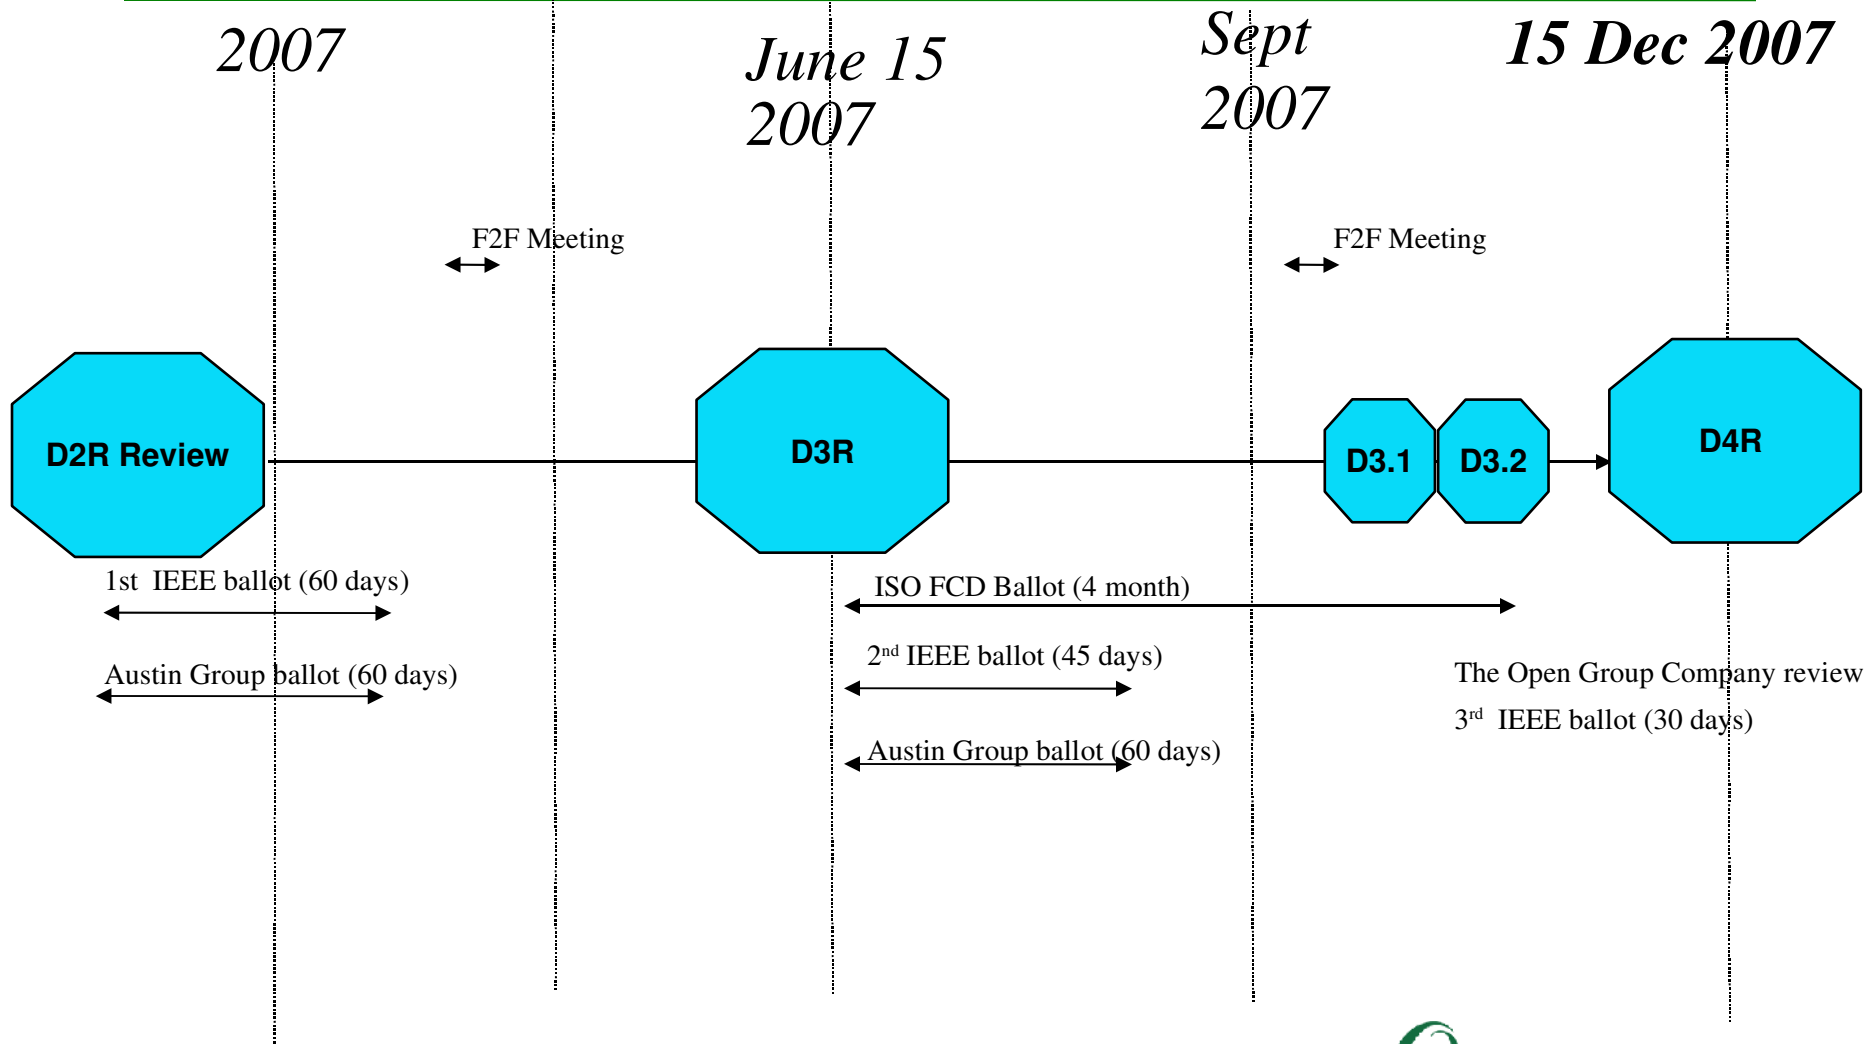 2007
June 15
2007
Sept
2007
15 Dec 2007
F2F Meeting
F2F Meeting
D2R Review
D3R
D3.1
D3.2
D4R
1st IEEE ballot (60 days)
Austin Group ballot (60 days)
ISO FCD Ballot (4 month)
2nd IEEE ballot (45 days)
Austin Group ballot (60 days)
The Open Group Company review
3rd IEEE ballot (30 days)